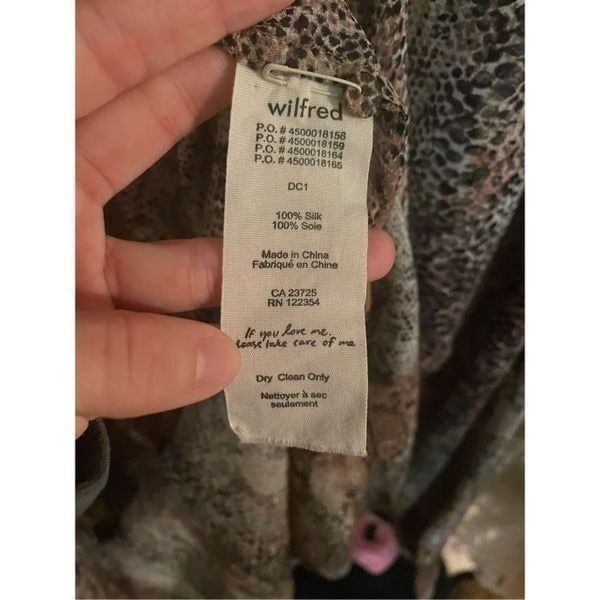 wilfred
P.O. # 4500018158
P.O. # 4500018159
P.O. # 4500018164
P.O. # 4500018165
DC1
100% Silk
100% Soie
Made in China
Fabriqué en Chine
CA 23725
RN 122354
If you love me,
please take care of me
Dry Clean Only
Nettoyer à sec
seulement